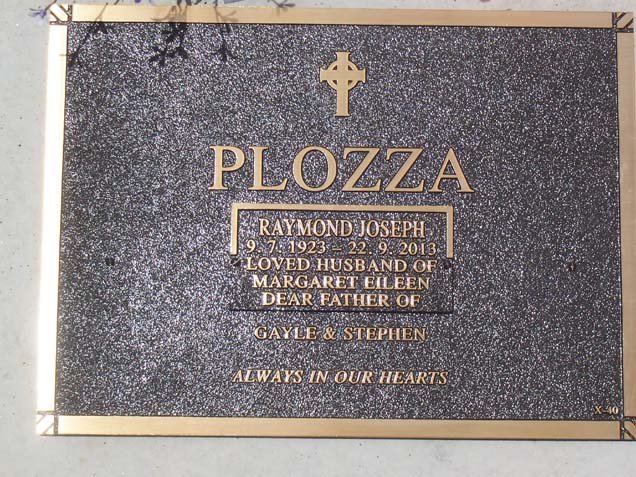 PLOZZA
RAYMOND JOSEPH
9. 7. 1923 – 22. 9. 2013
LOVED HUSBAND OF
MARGARET EILEEN
DEAR FATHER OF
GAYLE & STEPHEN
ALWAYS IN OUR HEARTS
X-40